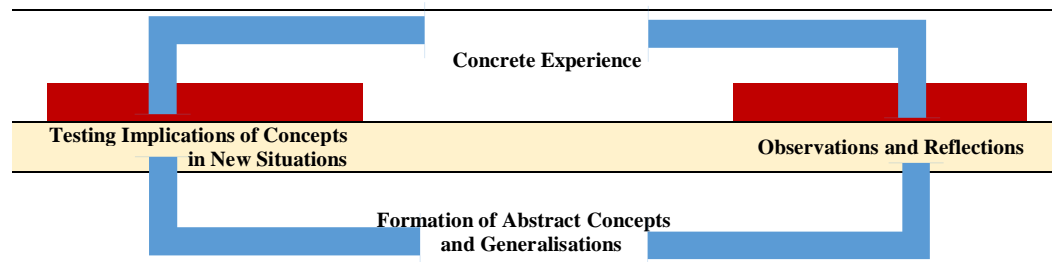 Concrete Experience
Testing Implications of Concepts
in New Situations
Observations and Reflections
Formation of Abstract Concepts
and Generalisations